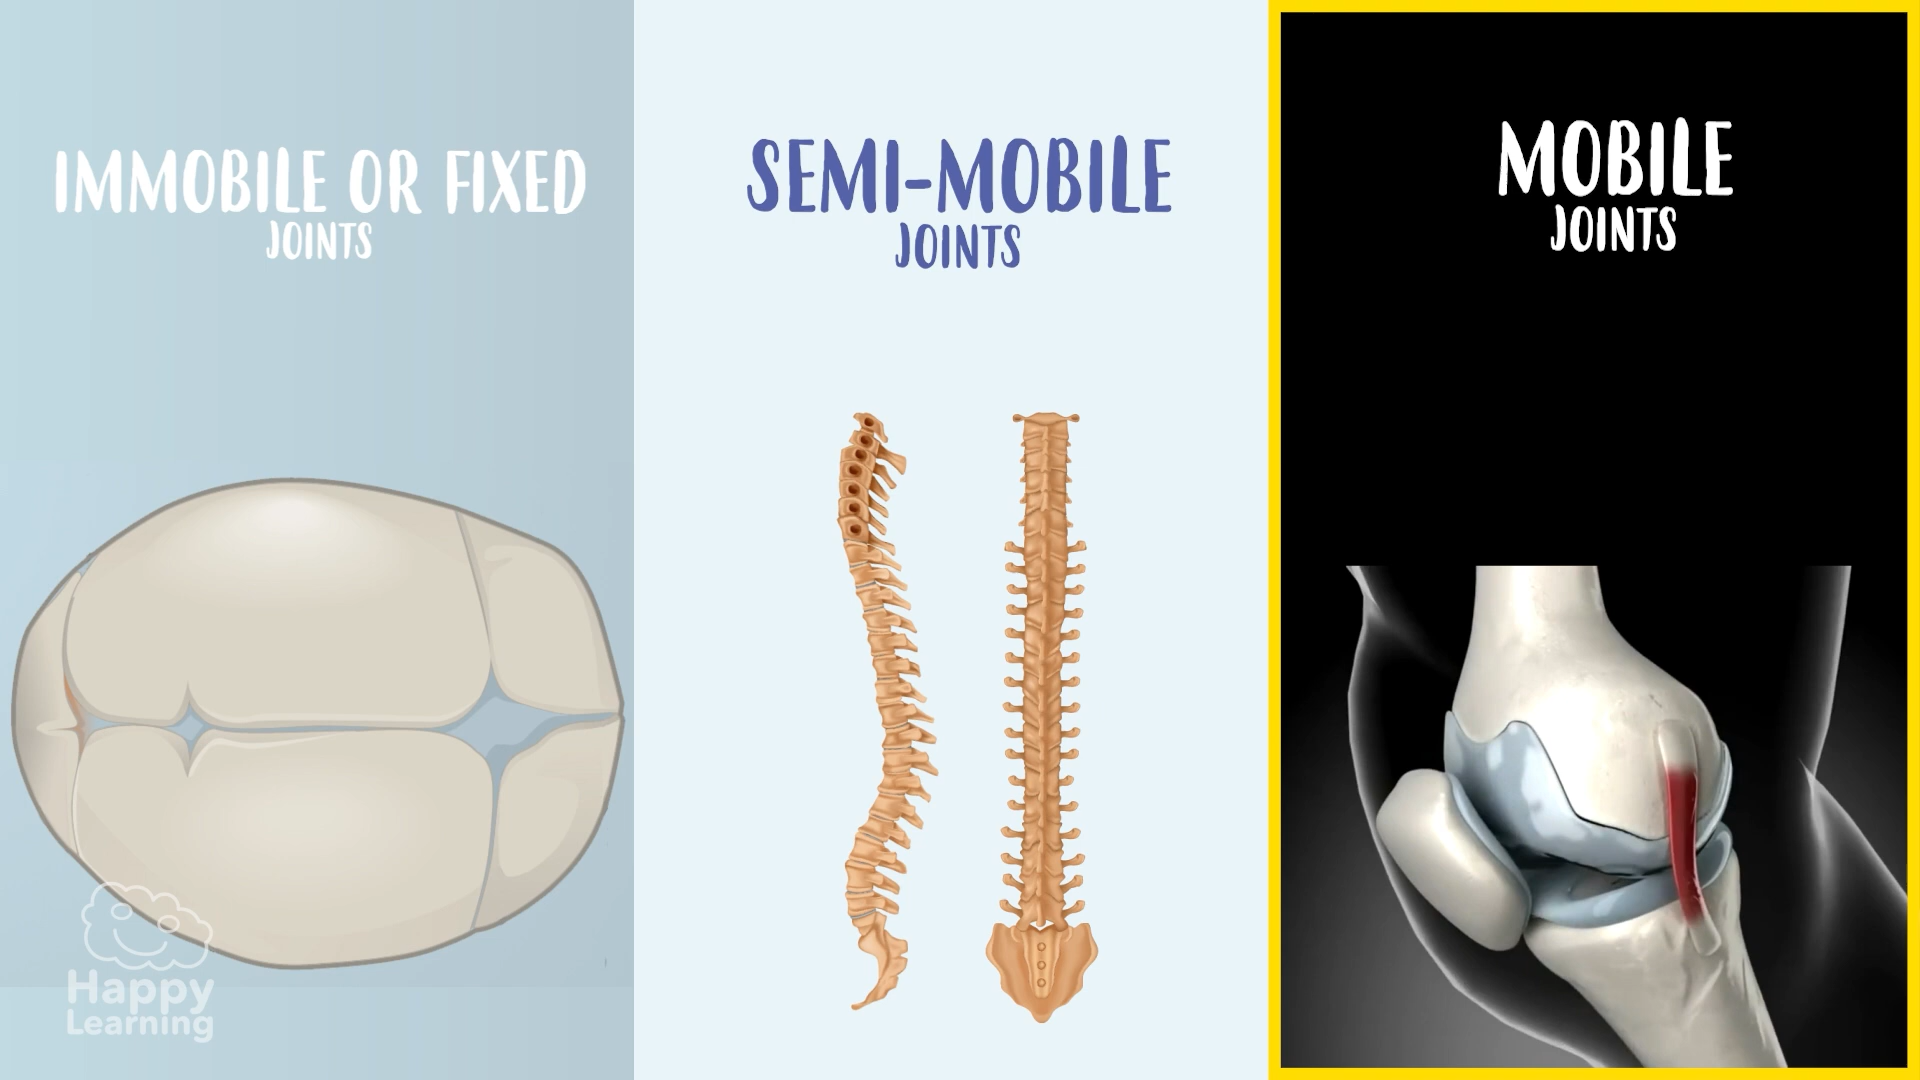 IMMOBILE OR FIXED
JOINTS
SEMI-MOBILE
JOINTS
MOBILE
JOINTS
Happy
Learning